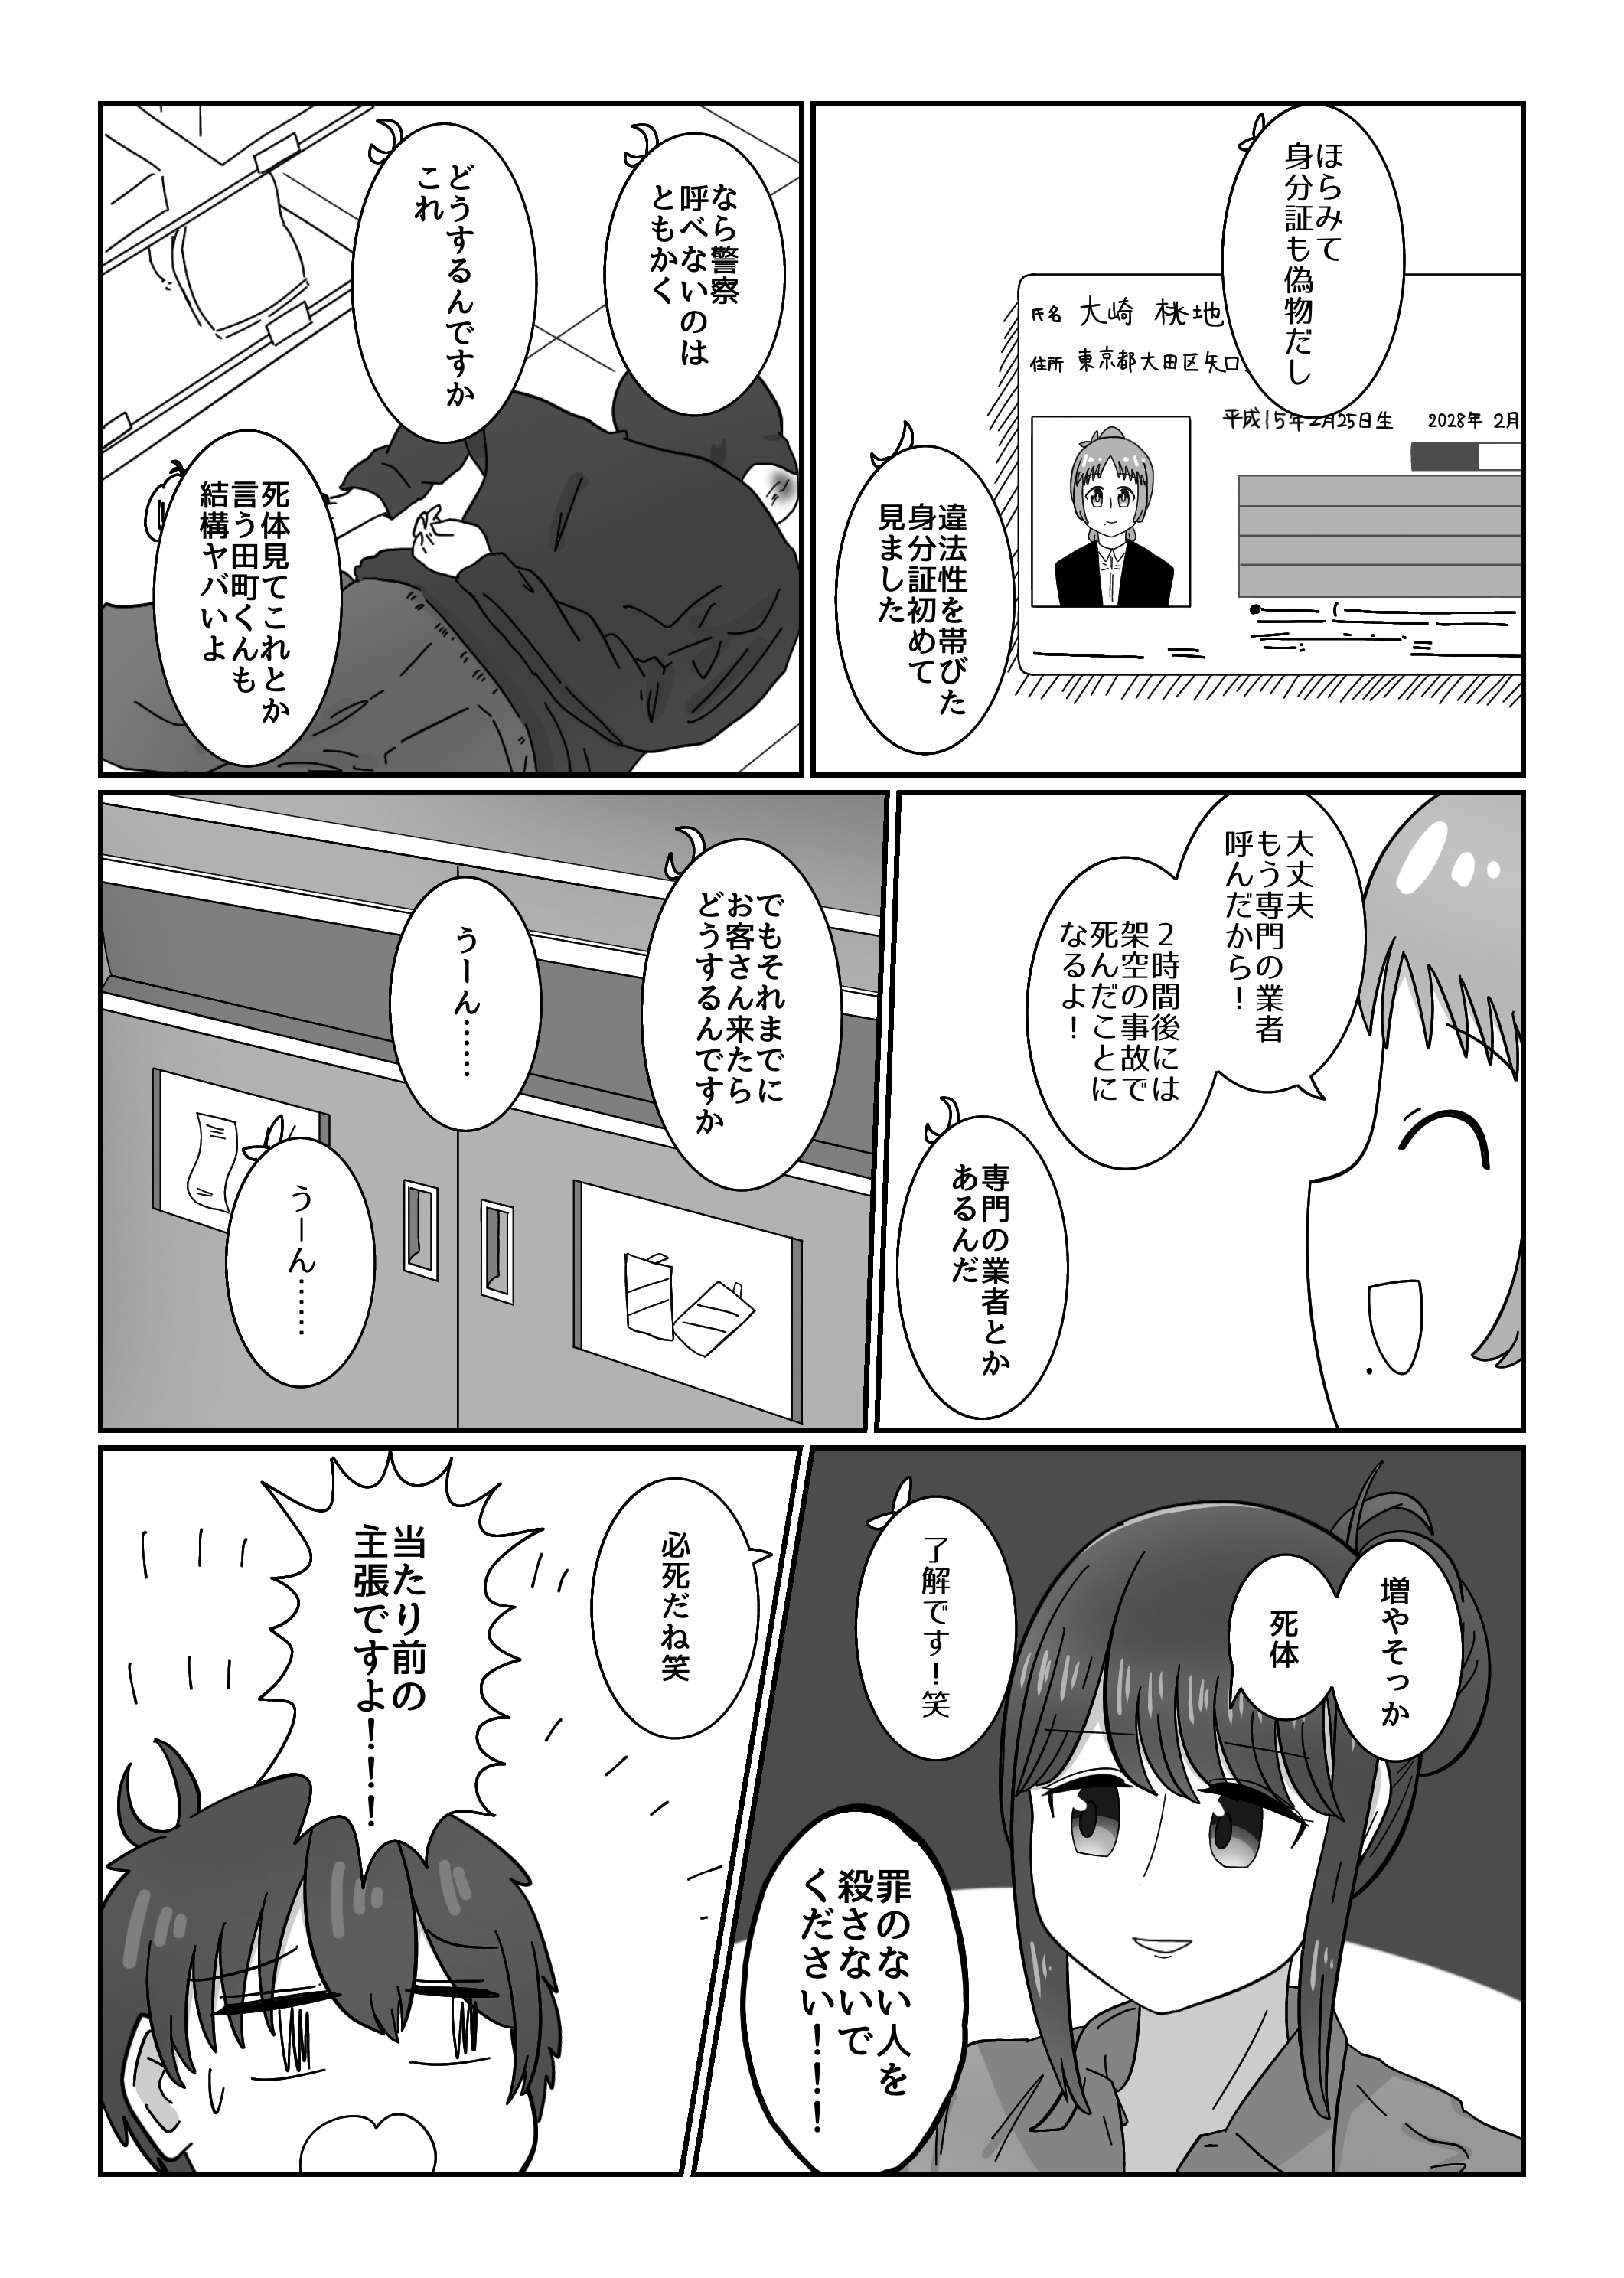 ほらみて
身分証も偽物だし
氏名 大崎 桃地
住所 東京都大田区矢口
平成15年2月25日生 2028年 2月
違法性を帯びた
身分証初めて
見ました
なら警察
呼べないのは
ともかく
どうするんですか
これ
死体見てこれとか
言う田町くんも
結構ヤバいよ
大丈夫
もう専門の業者
呼んだから！
2時間後には
架空の事故で
死んだことに
なるよ！
専門の業者とか
あるんだ
でもそれまでに
お客さん来たら
どうするんですか
うーん……
うーん……
増やそっか
死体
了解です！笑
罪のない人を
殺さないで
ください！！！
必死だね笑
当たり前の
主張ですよ！！！